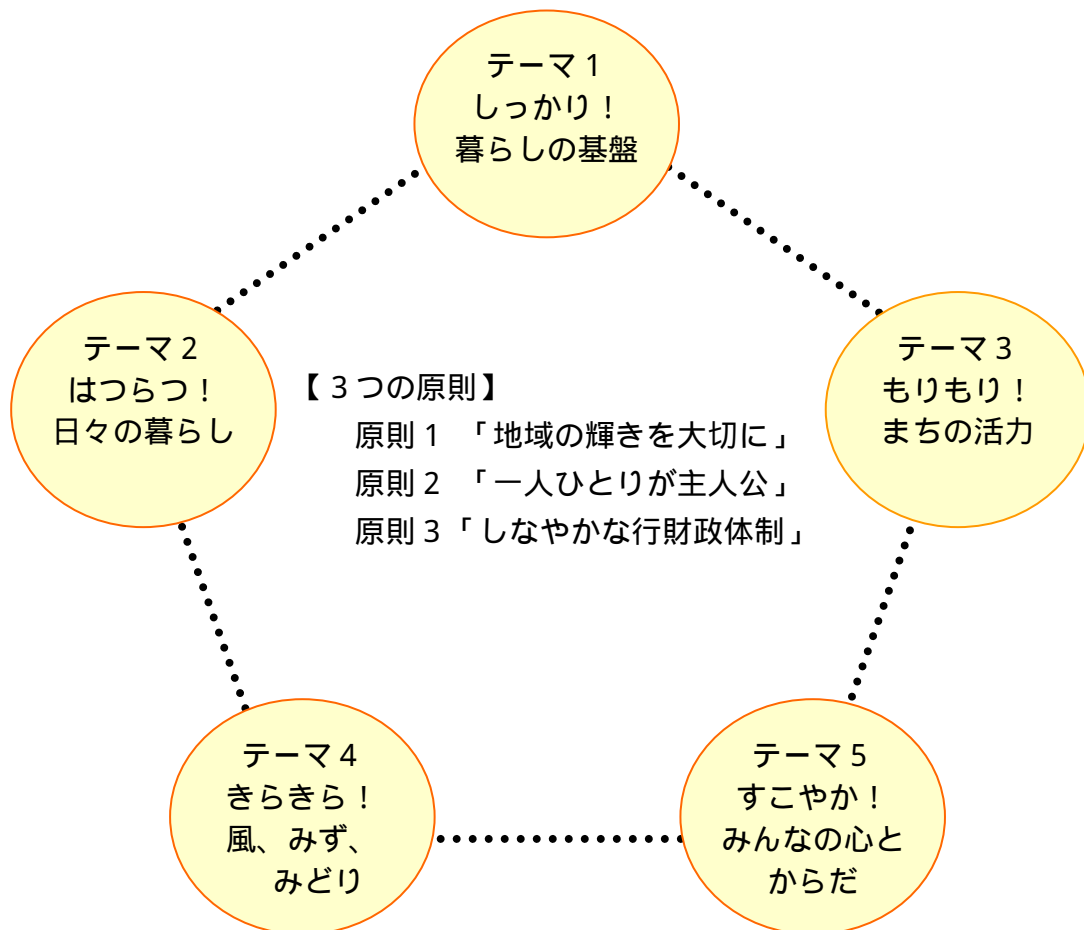 テーマ1
しっかり！
暮らしの基盤
テーマ2
はつらつ！
日々の暮らし
テーマ3
もりもり！
まちの活力
【3つの原則】
原則1 「地域の輝きを大切に」
原則2 「一人ひとりが主人公」
原則3「しなやかな行財政体制」
テーマ4
きらきら！
風、みず、
みどり
テーマ5
すこやか！
みんなの心と
からだ